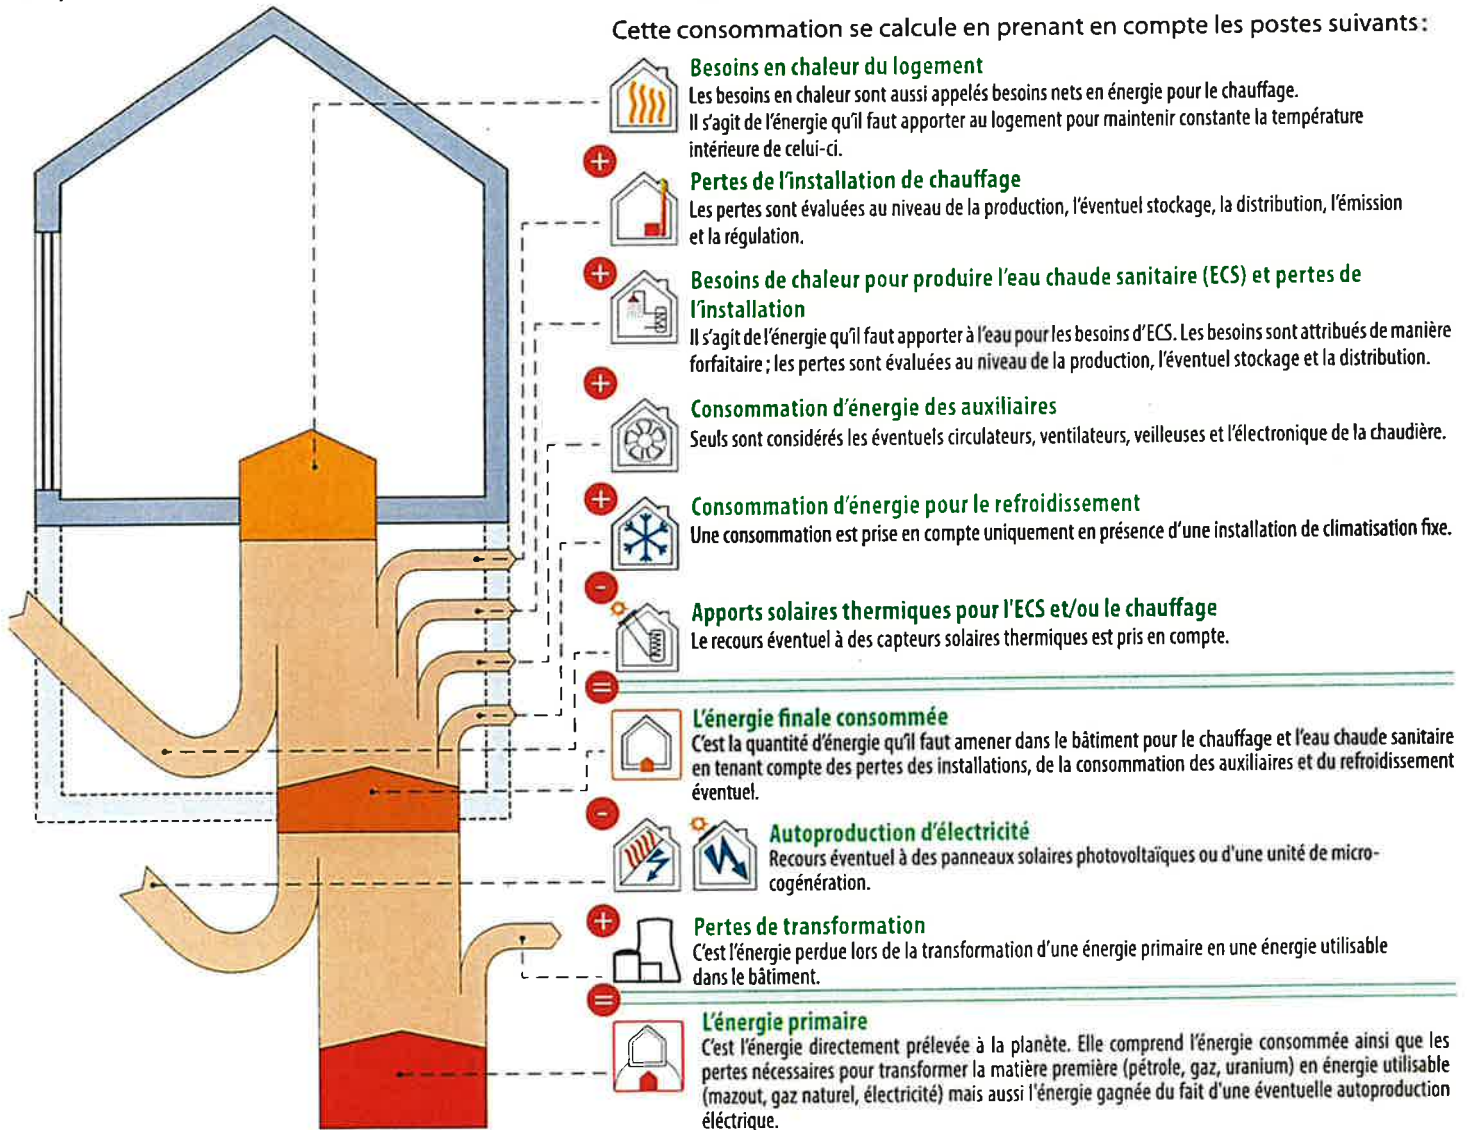 Cette consommation se calcule en prenant en compte les postes suivants :
Besoins en chaleur du logement
Les besoins en chaleur sont aussi appelés besoins nets en énergie pour le chauffage.
Il s'agit de l'énergie qu'il faut apporter au logement pour maintenir constante la température
intérieure de celui-ci.
+
Pertes de l'installation de chauffage
Les pertes sont évaluées au niveau de la production, l'éventuel stockage, la distribution, l'émission
et la régulation.
+
Besoins de chaleur pour produire l'eau chaude sanitaire (ECS) et pertes de
l'installation
Il s'agit de l'énergie qu'il faut apporter à l'eau pour les besoins d'ECS. Les besoins sont attribués de manière
forfaitaire ; les pertes sont évaluées au niveau de la production, l'éventuel stockage et la distribution.
+
Consommation d'énergie des auxiliaires
Seuls sont considérés les éventuels circulateurs, ventilateurs, veilleuses et l'électronique de la chaudière.
+
Consommation d'énergie pour le refroidissement
Une consommation est prise en compte uniquement en présence d'une installation de climatisation fixe.
-
Apports solaires thermiques pour l'ECS et/ou le chauffage
Le recours éventuel à des capteurs solaires thermiques est pris en compte.
=
L'énergie finale consommée
C'est la quantité d'énergie qu'il faut amener dans le bâtiment pour le chauffage et l'eau chaude sanitaire
en tenant compte des pertes des installations, de la consommation des auxiliaires et du refroidissement
éventuel.
-
Autoproduction d'électricité
Recours éventuel à des panneaux solaires photovoltaïques ou d'une unité de micro-
cogénération.
+
Pertes de transformation
C'est l'énergie perdue lors de la transformation d'une énergie primaire en une énergie utilisable
dans le bâtiment.
=
L'énergie primaire
C'est l'énergie directement prélevée à la planète. Elle comprend l'énergie consommée ainsi que les
pertes nécessaires pour transformer la matière première (pétrole, gaz, uranium) en énergie utilisable
(mazout, gaz naturel, électricité) mais aussi l'énergie gagnée du fait d'une éventuelle autoproduction
éléctrique.